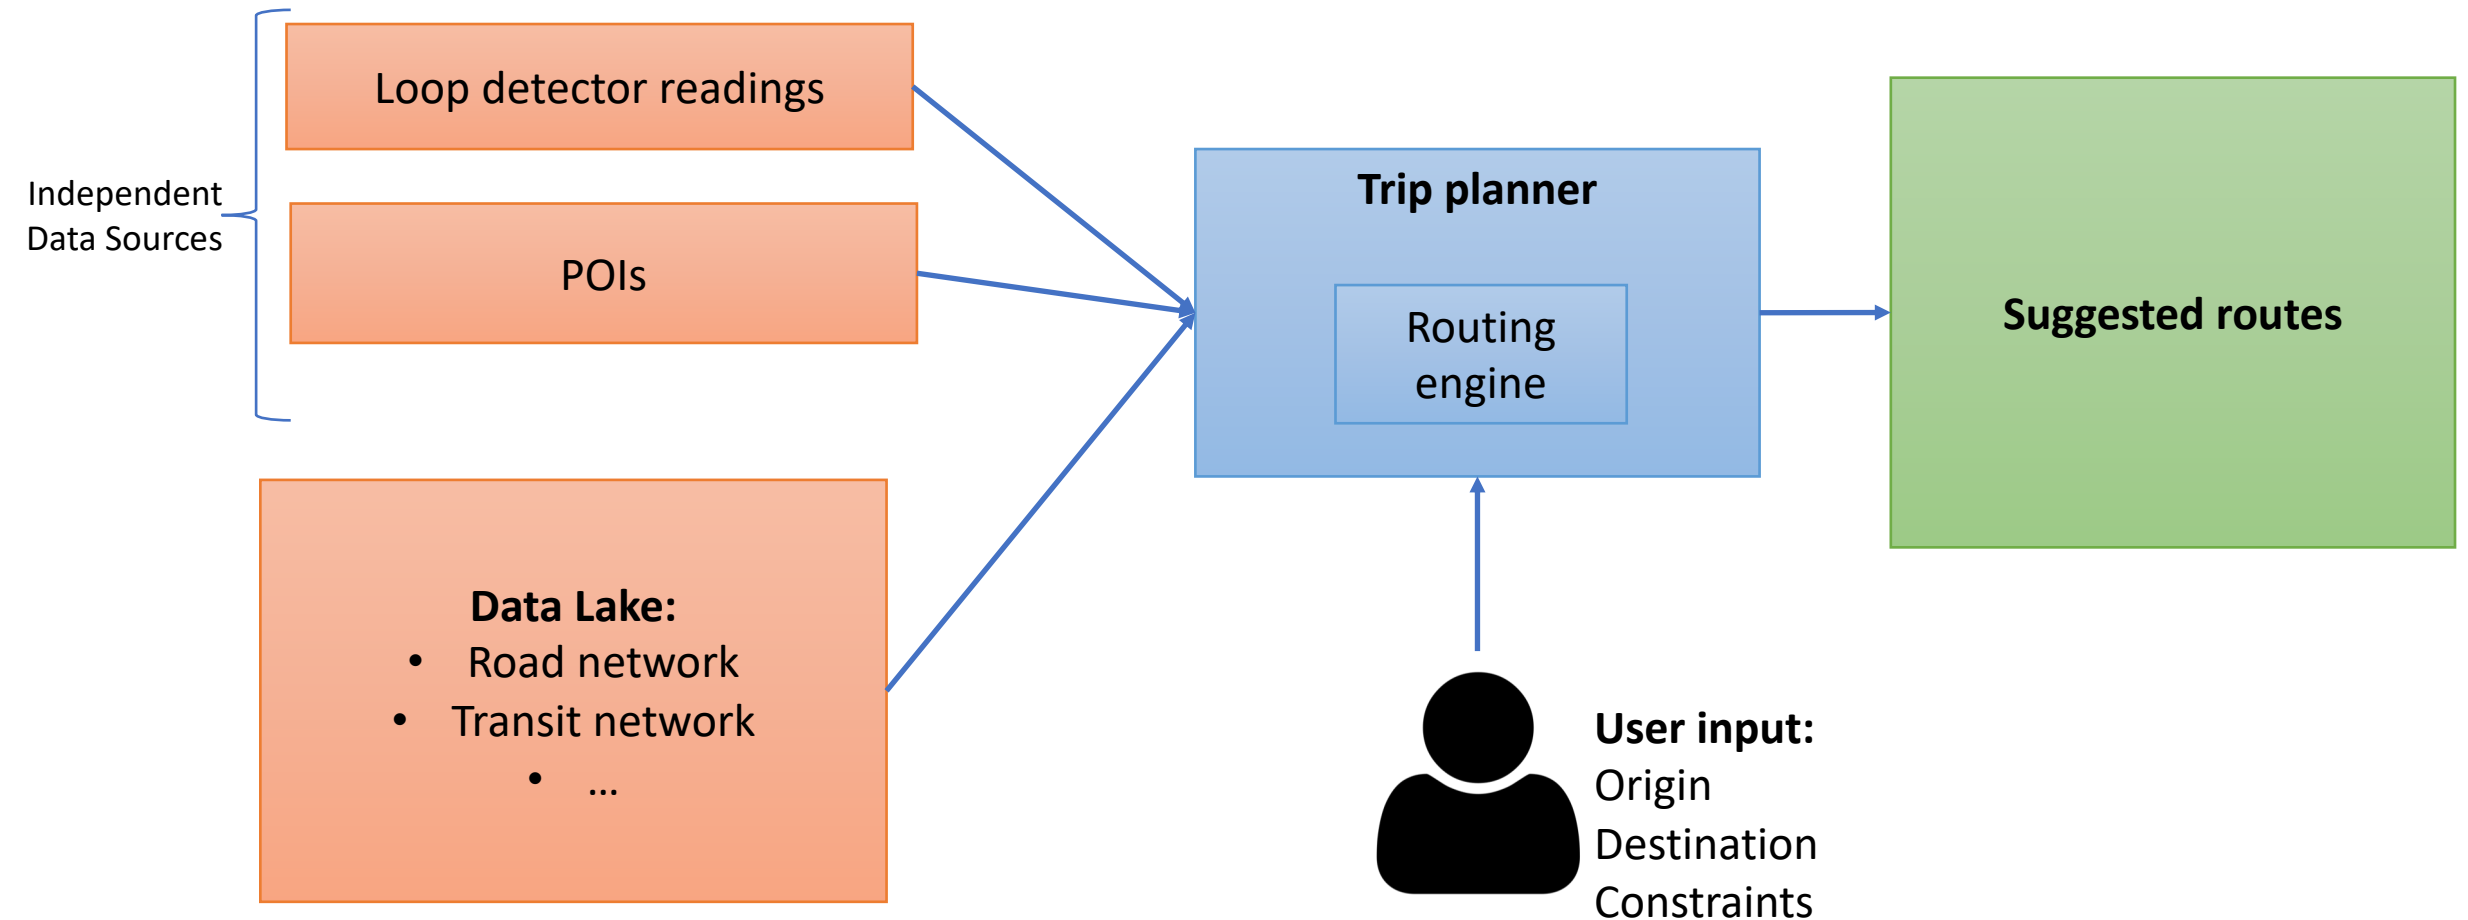 Independent
Data Sources
Loop detector readings
POIs
Data Lake:
• Road network
• Transit network
• ...
Trip planner
Routing
engine
User input:
Origin
Destination
Constraints
Suggested routes